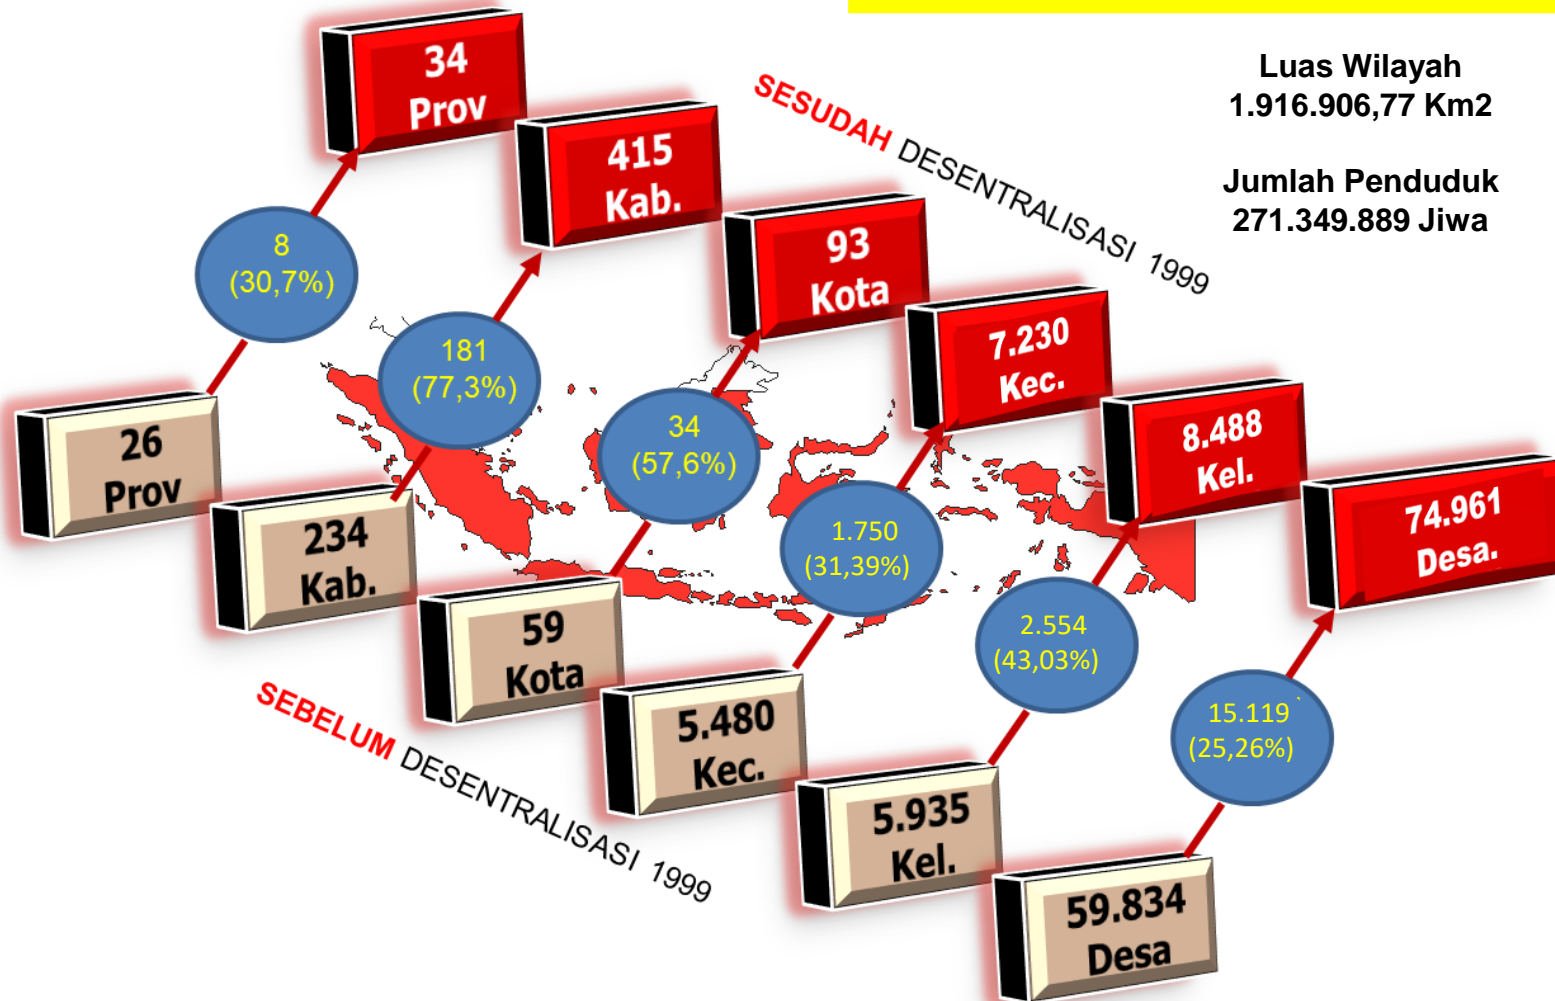 Luas Wilayah
1.916.906,77 Km2
Jumlah Penduduk
271.349.889 Jiwa
SESUDAH DESENTRALISASI 1999
34
Prov
415
Kab.
93
Kota
7.230
Kec.
8.488
Kel.
74.961
Desa.
8
(30,7%)
181
(77,3%)
34
(57,6%)
1.750
(31,39%)
2.554
(43,03%)
15.119
(25,26%)
26
Prov
234
Kab.
59
Kota
5.480
Kec.
5.935
Kel.
59.834
Desa
SEBELUM DESENTRALISASI 1999